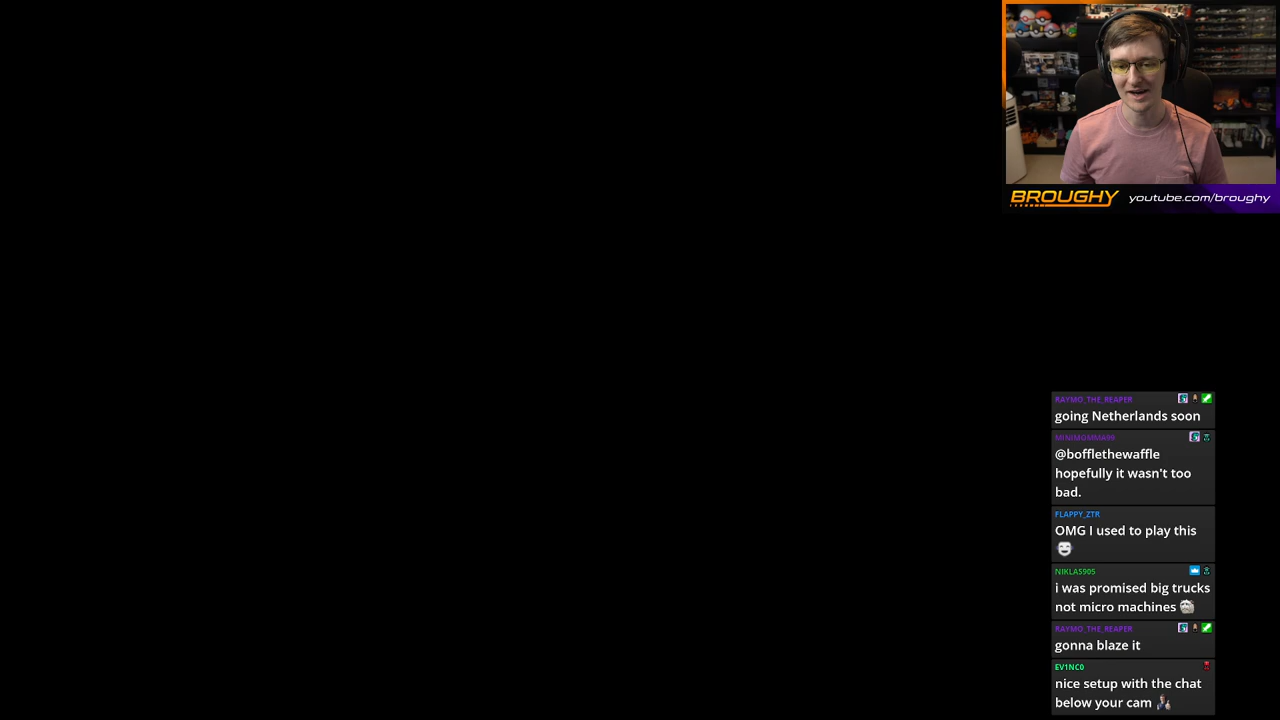 BROUGHY youtube.com/broughy
RAYMO_THE_REAPER
going Netherlands soon
MINIMOMMA99
@bofflethewaffle
hopefully it wasn't too
bad.
FLAPPY_ZTR
OMG I used to play this
NIKLAS905
i was promised big trucks
not micro machines
RAYMO_THE_REAPER
gonna blaze it
EV1NC0
nice setup with the chat
below your cam